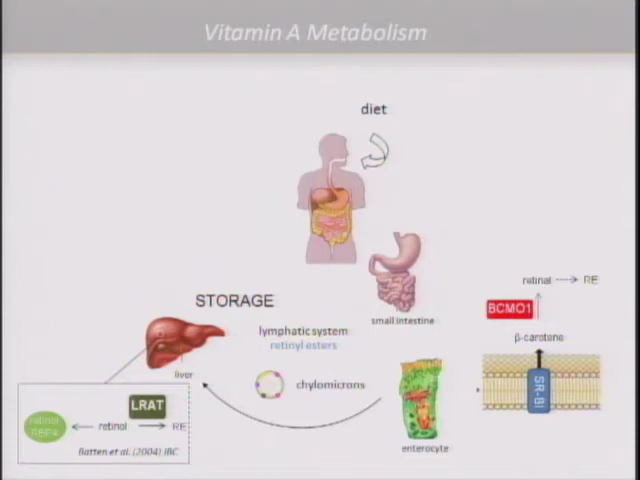 Vitamin A Metabolism
diet
small intestine
STORAGE
lymphatic system
retinyl esters
liver
chylomicrons
enterocyte
retinal RE
BCMO1
β-carotene
SR-BI
LRAT
retinol
RBP4
retinol RE
Batten et al. (2004) JBC